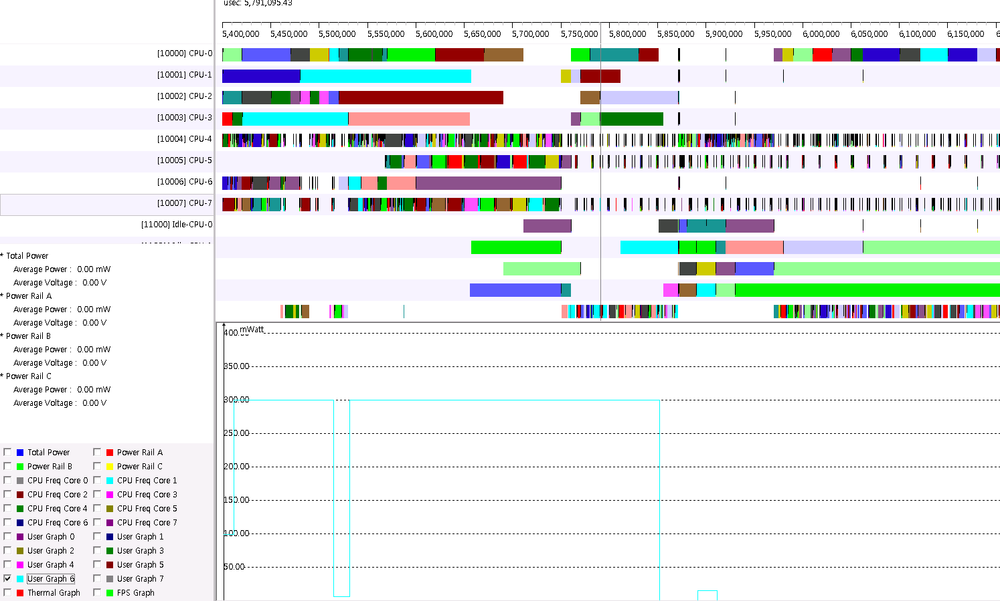 usec: 5,791,095.43
5,400,000 5,450,000 5,500,000 5,550,000 5,600,000 5,650,000 5,700,000 5,750,000 5,800,000 5,850,000 5,900,000 5,950,000 6,000,000 6,050,000 6,100,000 6,150,000 6
[10000] CPU-0
[10001] CPU-1
[10002] CPU-2
[10003] CPU-3
[10004] CPU-4
[10005] CPU-5
[10006] CPU-6
[10007] CPU-7
[11000] Idle-CPU-0
* Total Power
Average Power : 0.00 mW
Average Voltage : 0.00 V
* Power Rail A
Average Power : 0.00 mW
Average Voltage : 0.00 V
* Power Rail B
Average Power : 0.00 mW
Average Voltage : 0.00 V
* Power Rail C
Average Power : 0.00 mW
Average Voltage : 0.00 V
mWatt
400.00
350.00
300.00
250.00
200.00
150.00
100.00
50.00
Total Power Power Rail A
Power Rail B Power Rail C
CPU Freq Core 0 CPU Freq Core 1
CPU Freq Core 2 CPU Freq Core 3
CPU Freq Core 4 CPU Freq Core 5
CPU Freq Core 6 CPU Freq Core 7
User Graph 0 User Graph 1
User Graph 2 User Graph 3
User Graph 4 User Graph 5
User Graph 6 User Graph 7
Thermal Graph FPS Graph